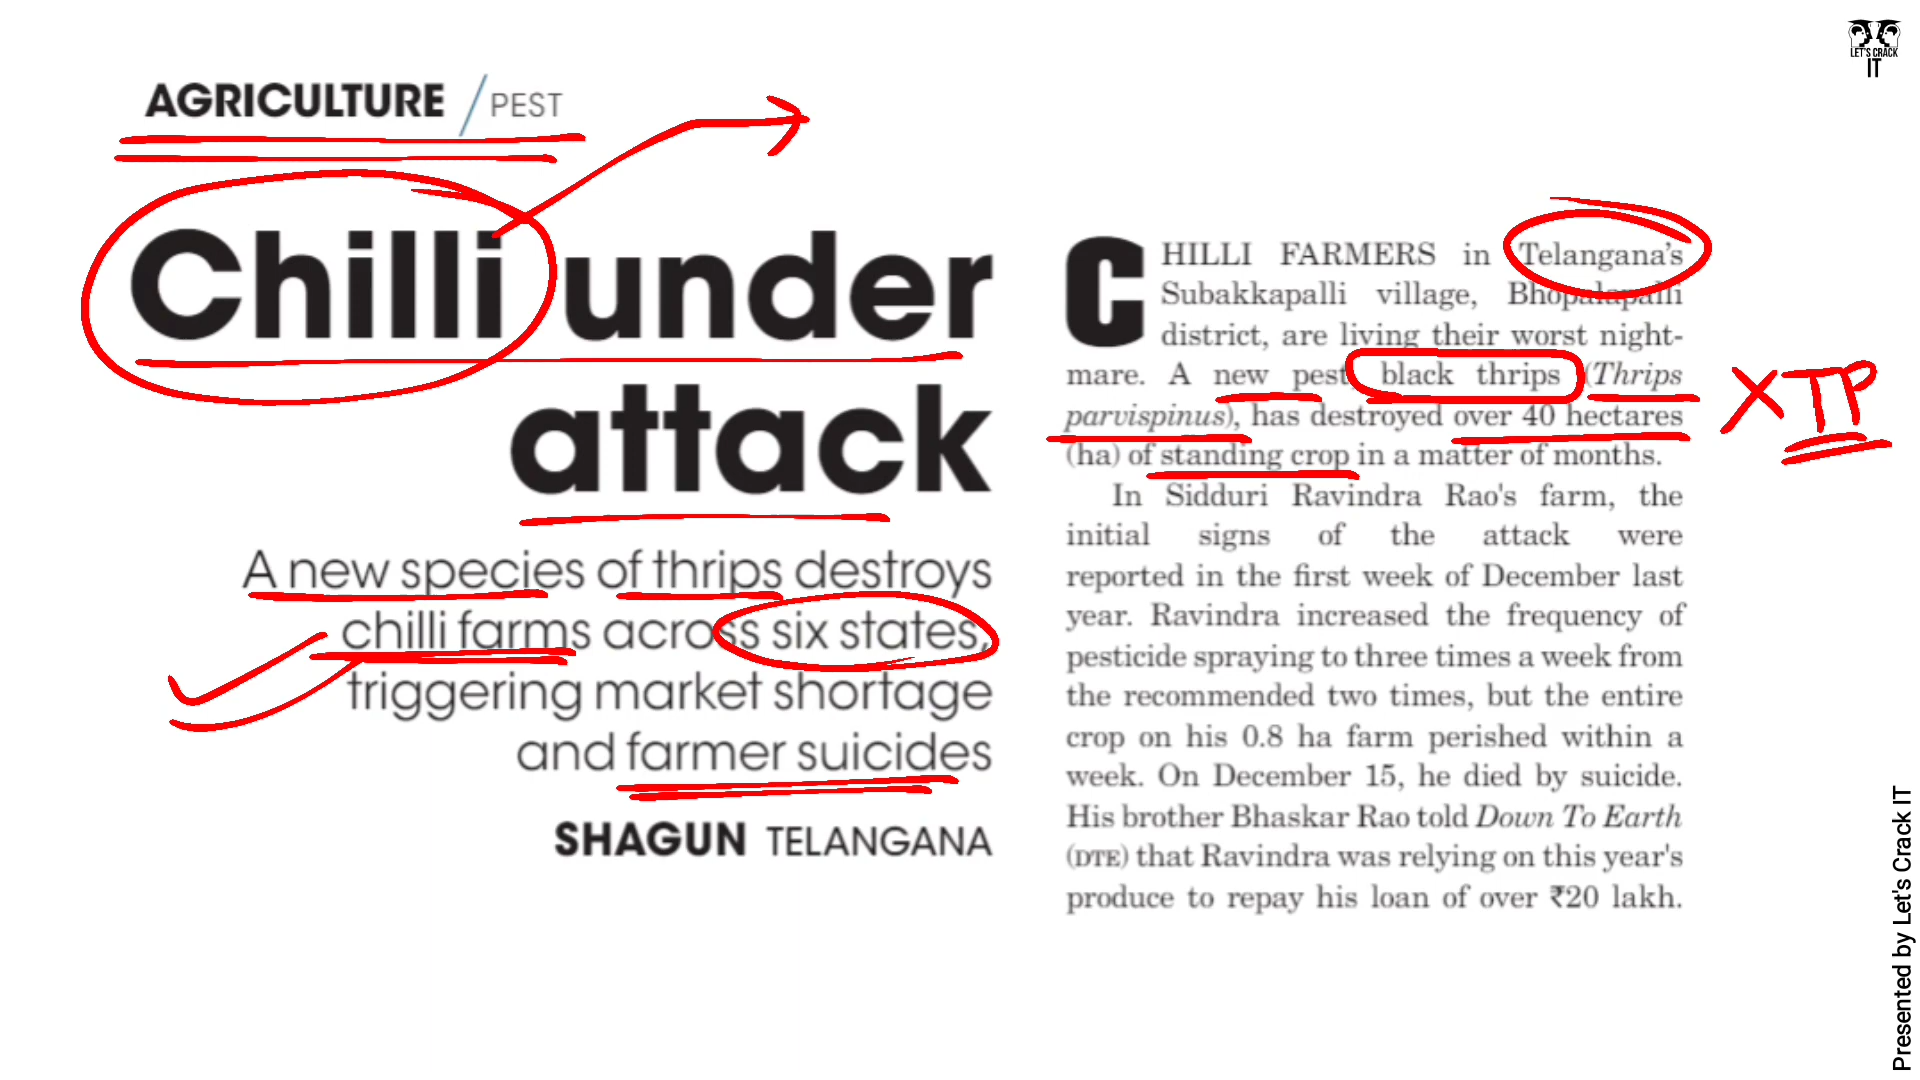 LET'S CRACK
IT
AGRICULTURE / PEST
Chilli under
attack
A new species of thrips destroys
chilli farms across six states,
triggering market shortage
and farmer suicides
SHAGUN TELANGANA
CHILLI FARMERS in Telangana's
Subakkapalli village, Bhopalapalli
district, are living their worst night-
mare. A new pest black thrips (Thrips
parvispinus), has destroyed over 40 hectares
(ha) of standing crop in a matter of months.
In Sidduri Ravindra Rao's farm, the
initial signs of the attack were
reported in the first week of December last
year. Ravindra increased the frequency of
pesticide spraying to three times a week from
the recommended two times, but the entire
crop on his 0.8 ha farm perished within a
week. On December 15, he died by suicide.
His brother Bhaskar Rao told Down To Earth
(DTE) that Ravindra was relying on this year's
produce to repay his loan of over ₹20 lakh.
X TP
Presented by Let's Crack IT